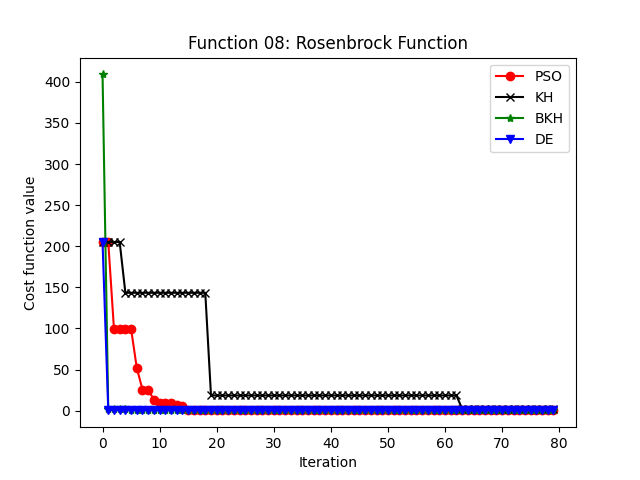 Function 08: Rosenbrock Function
PSO
KH
BKH
DE
Cost function value
400
350
300
250
200
150
100
50
0
0 10 20 30 40 50 60 70 80
Iteration